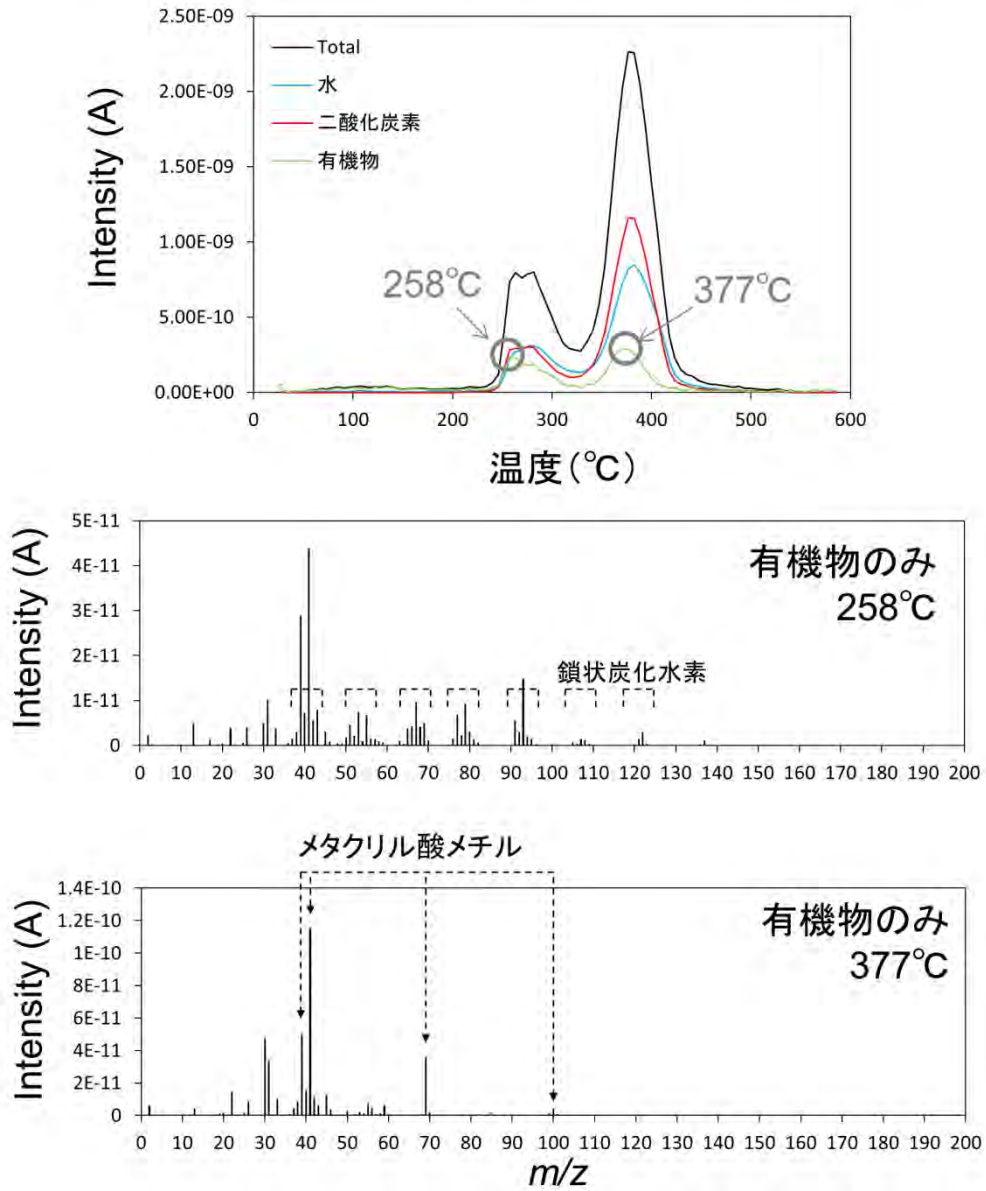 2.50E-09
2.00E-09
1.50E-09
1.00E-09
5.00E-10
0.00E+00
Intensity (A)
Total
水
二酸化炭素
有機物
258℃
377℃
0 100 200 300 400 500 600
温度(℃)
5E-11
4E-11
3E-11
2E-11
1E-11
0
Intensity (A)
有機物のみ
258℃
鎖状炭化水素
0 10 20 30 40 50 60 70 80 90 100 110 120 130 140 150 160 170 180 190 200
メタクリル酸メチル
1.4E-10
1.2E-10
1E-10
8E-11
6E-11
4E-11
2E-11
0
Intensity (A)
有機物のみ
377℃
0 10 20 30 40 50 60 70 80 90 100 110 120 130 140 150 160 170 180 190 200
m/z